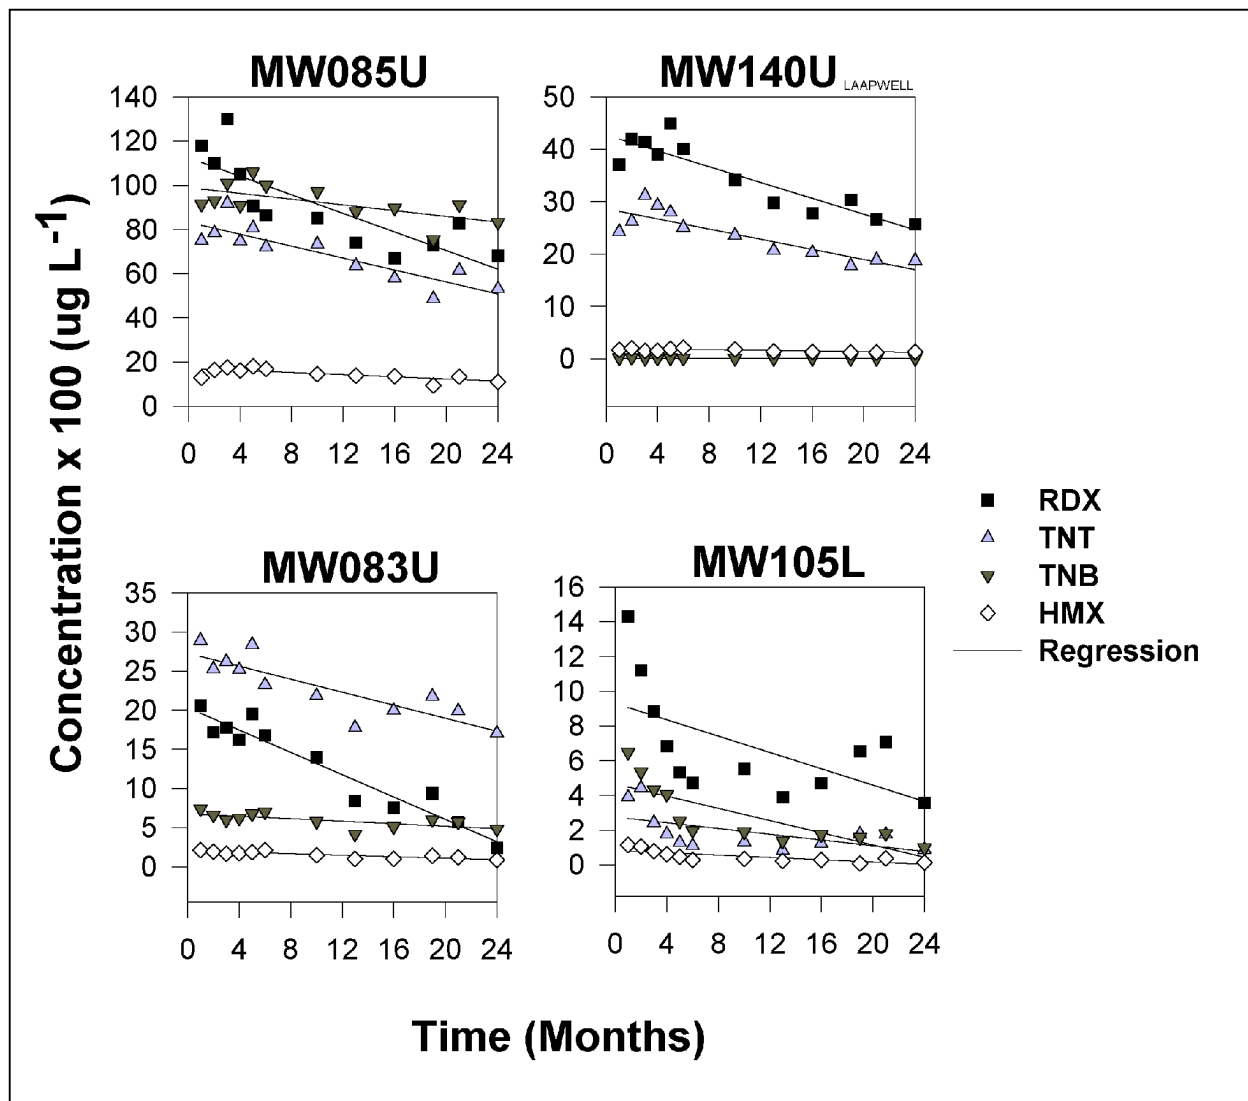 MW085U
MW140U LAAPWELL
140
120
100
80
60
40
20
0
0 4 8 12 16 20 24
50
40
30
20
10
0
0 4 8 12 16 20 24
Concentration x 100 (ug L-1)
RDX
TNT
TNB
HMX
Regression
MW083U
MW105L
35
30
25
20
15
10
5
0
0 4 8 12 16 20 24
16
14
12
10
8
6
4
2
0
0 4 8 12 16 20 24
Time (Months)